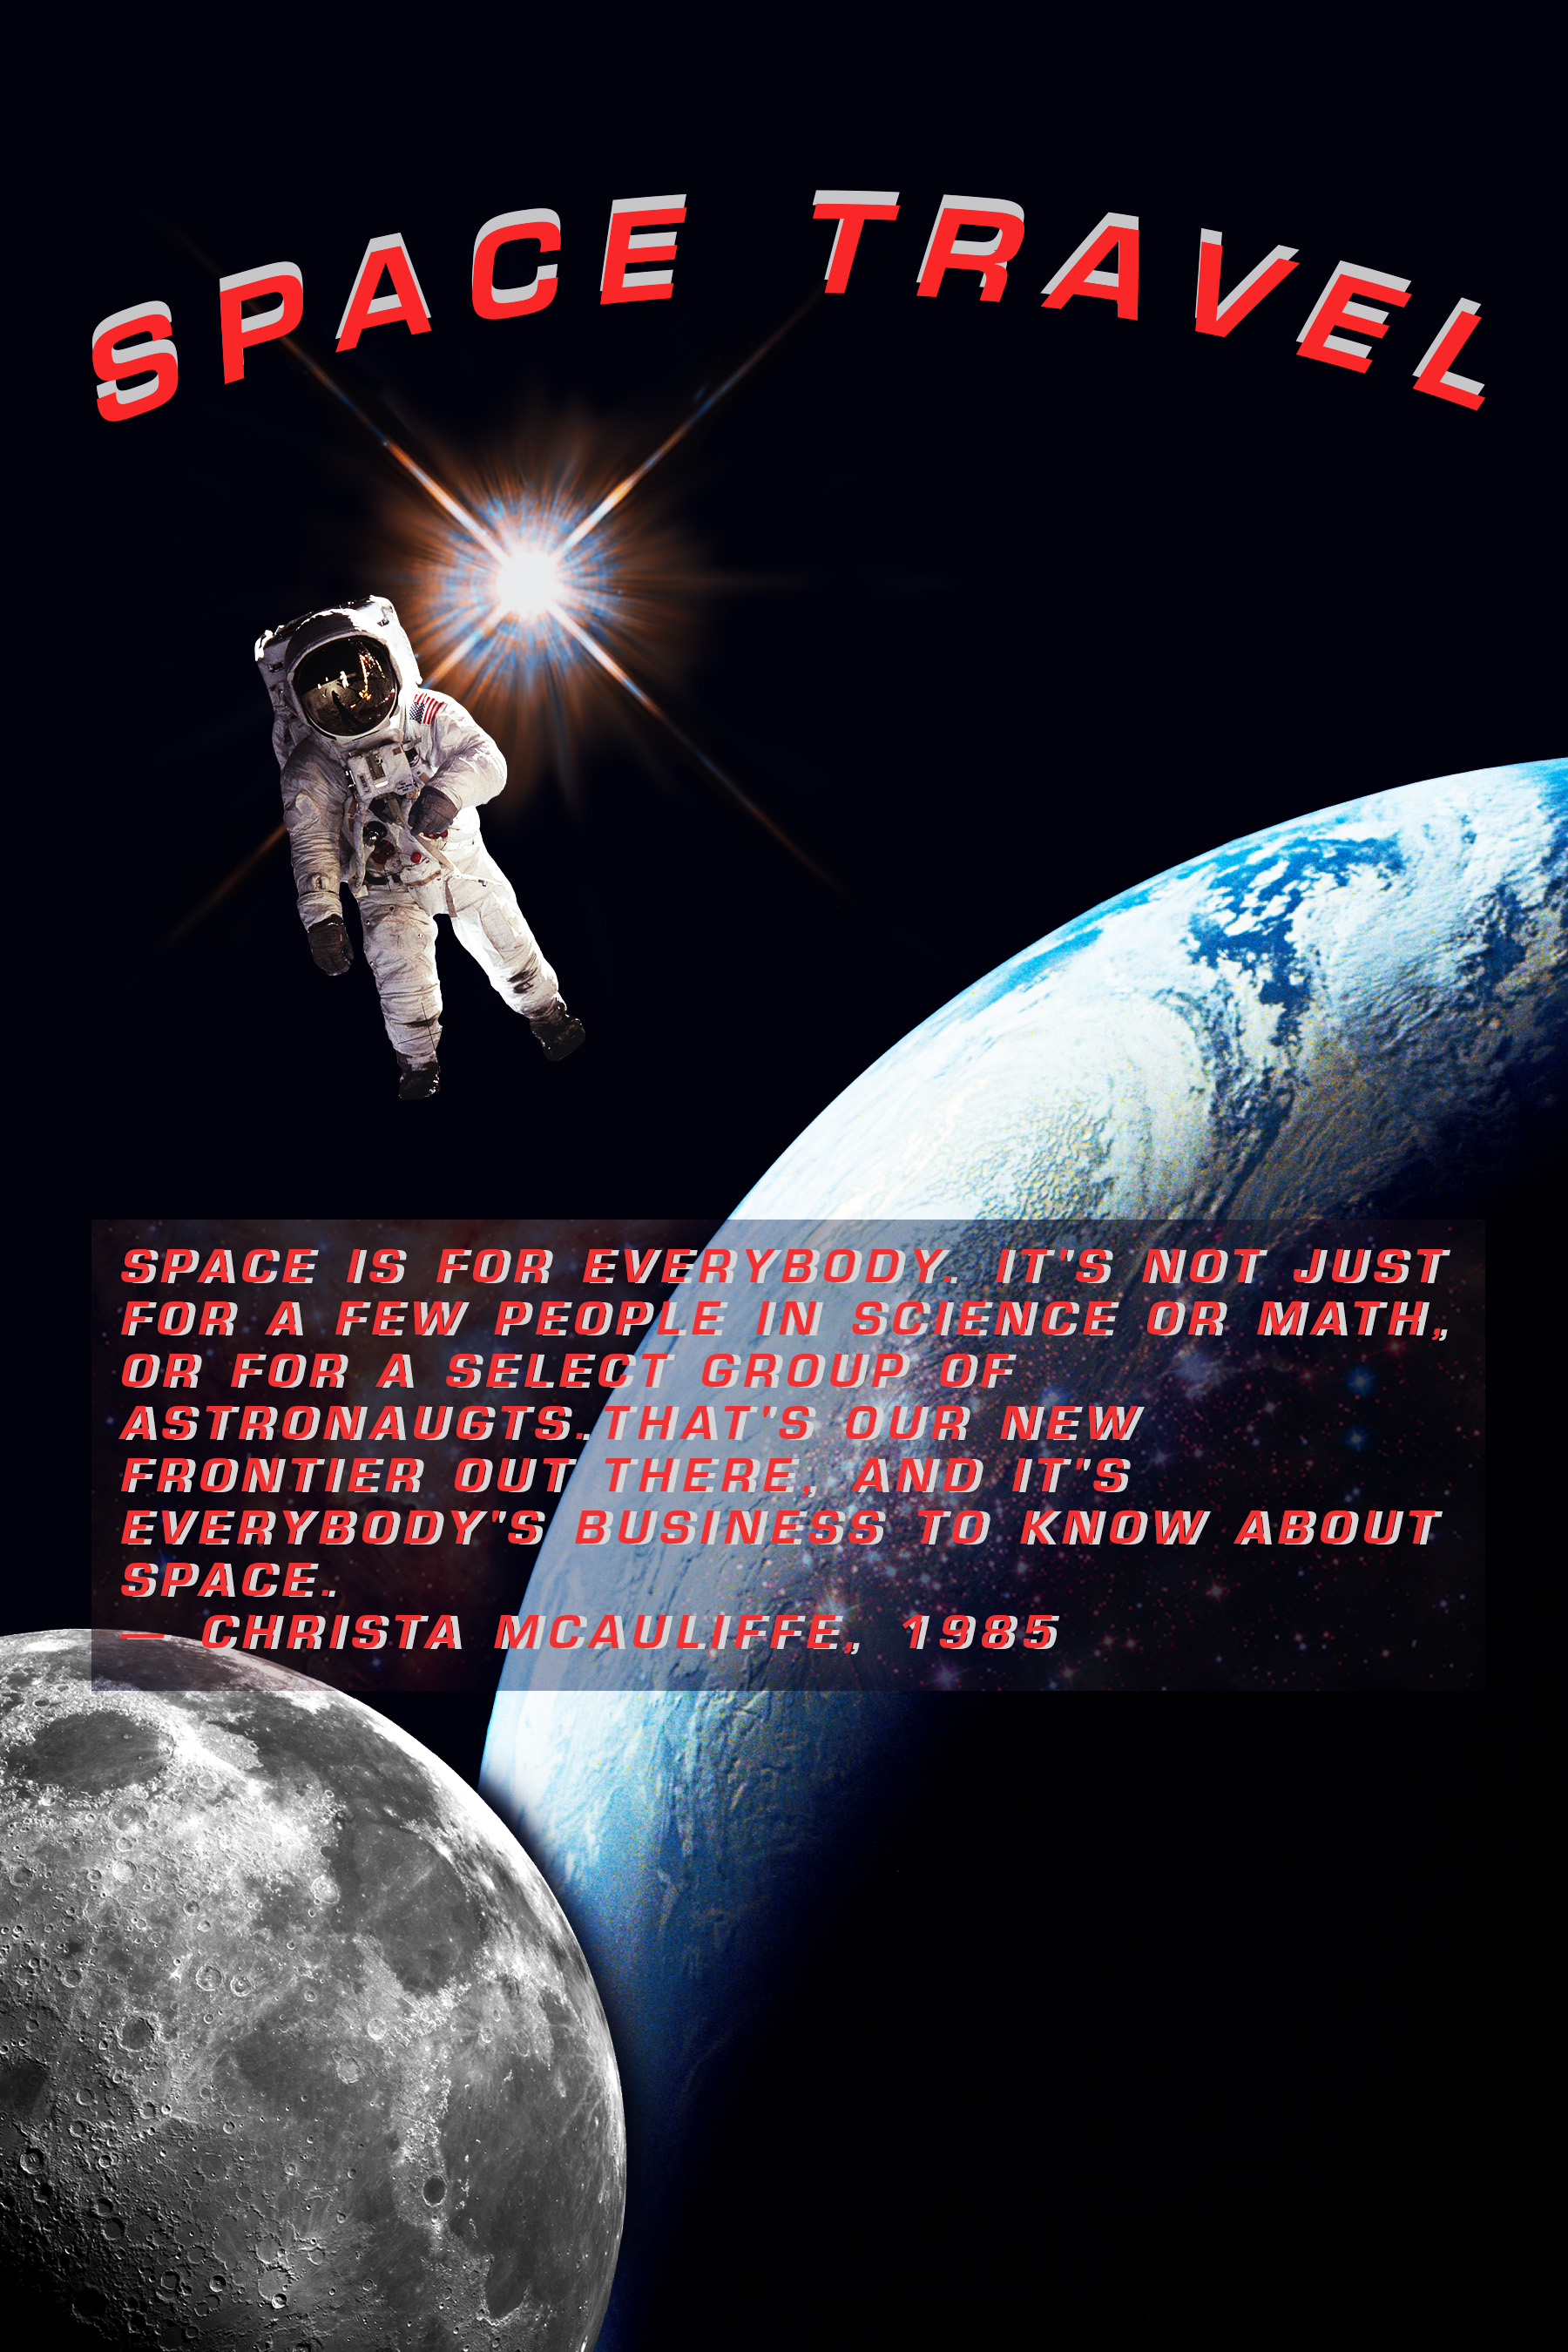 SPACE TRAVEL
SPACE IS FOR EVERYBODY. IT'S NOT JUST
FOR A FEW PEOPLE IN SCIENCE OR MATH,
OR FOR A SELECT GROUP OF
ASTRONAUGTS.THAT'S OUR NEW
FRONTIER OUT THERE, AND IT"S
EVERYBODY"S BUSINESS TO KNOW ABOUT
SPACE.
— CHRISTA MCAULIFFE, 1985